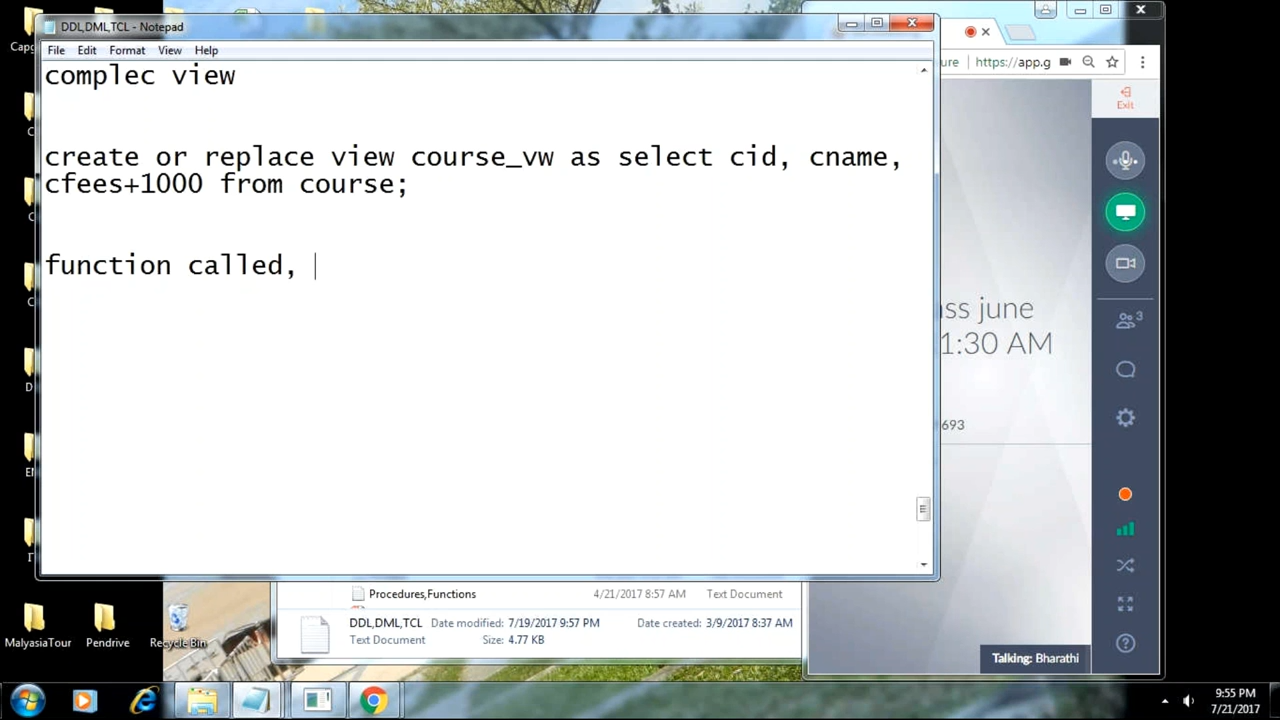 DDL,DML,TCL - Notepad
File Edit Format View Help
complec view
create or replace view course_vw as select cid, cname,
cfees+1000 from course;
function called,
https://app.g
Exit
3
june
1:30 AM
693
Talking: Bharathi
Procedures,Functions 4/21/2017 8:57 AM Text Document
DDL,DML,TCL Date modified: 7/19/2017 9:57 PM Date created: 3/9/2017 8:37 AM
Text Document Size: 4.77 KB
MalyasiaTour Pendrive Recycle Bin
9:55 PM
7/21/2017